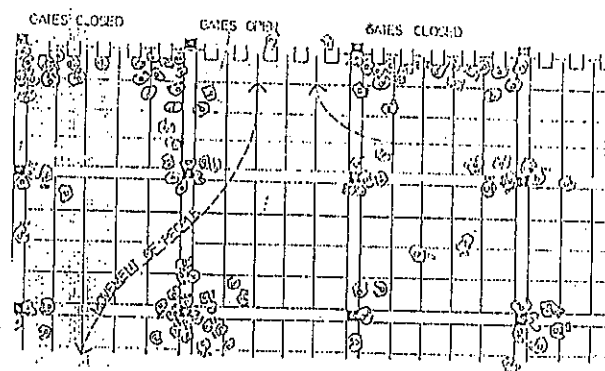 GATES CLOSED
GATES OPEN
GATES CLOSED
MOVEMENT OF PEOPLE